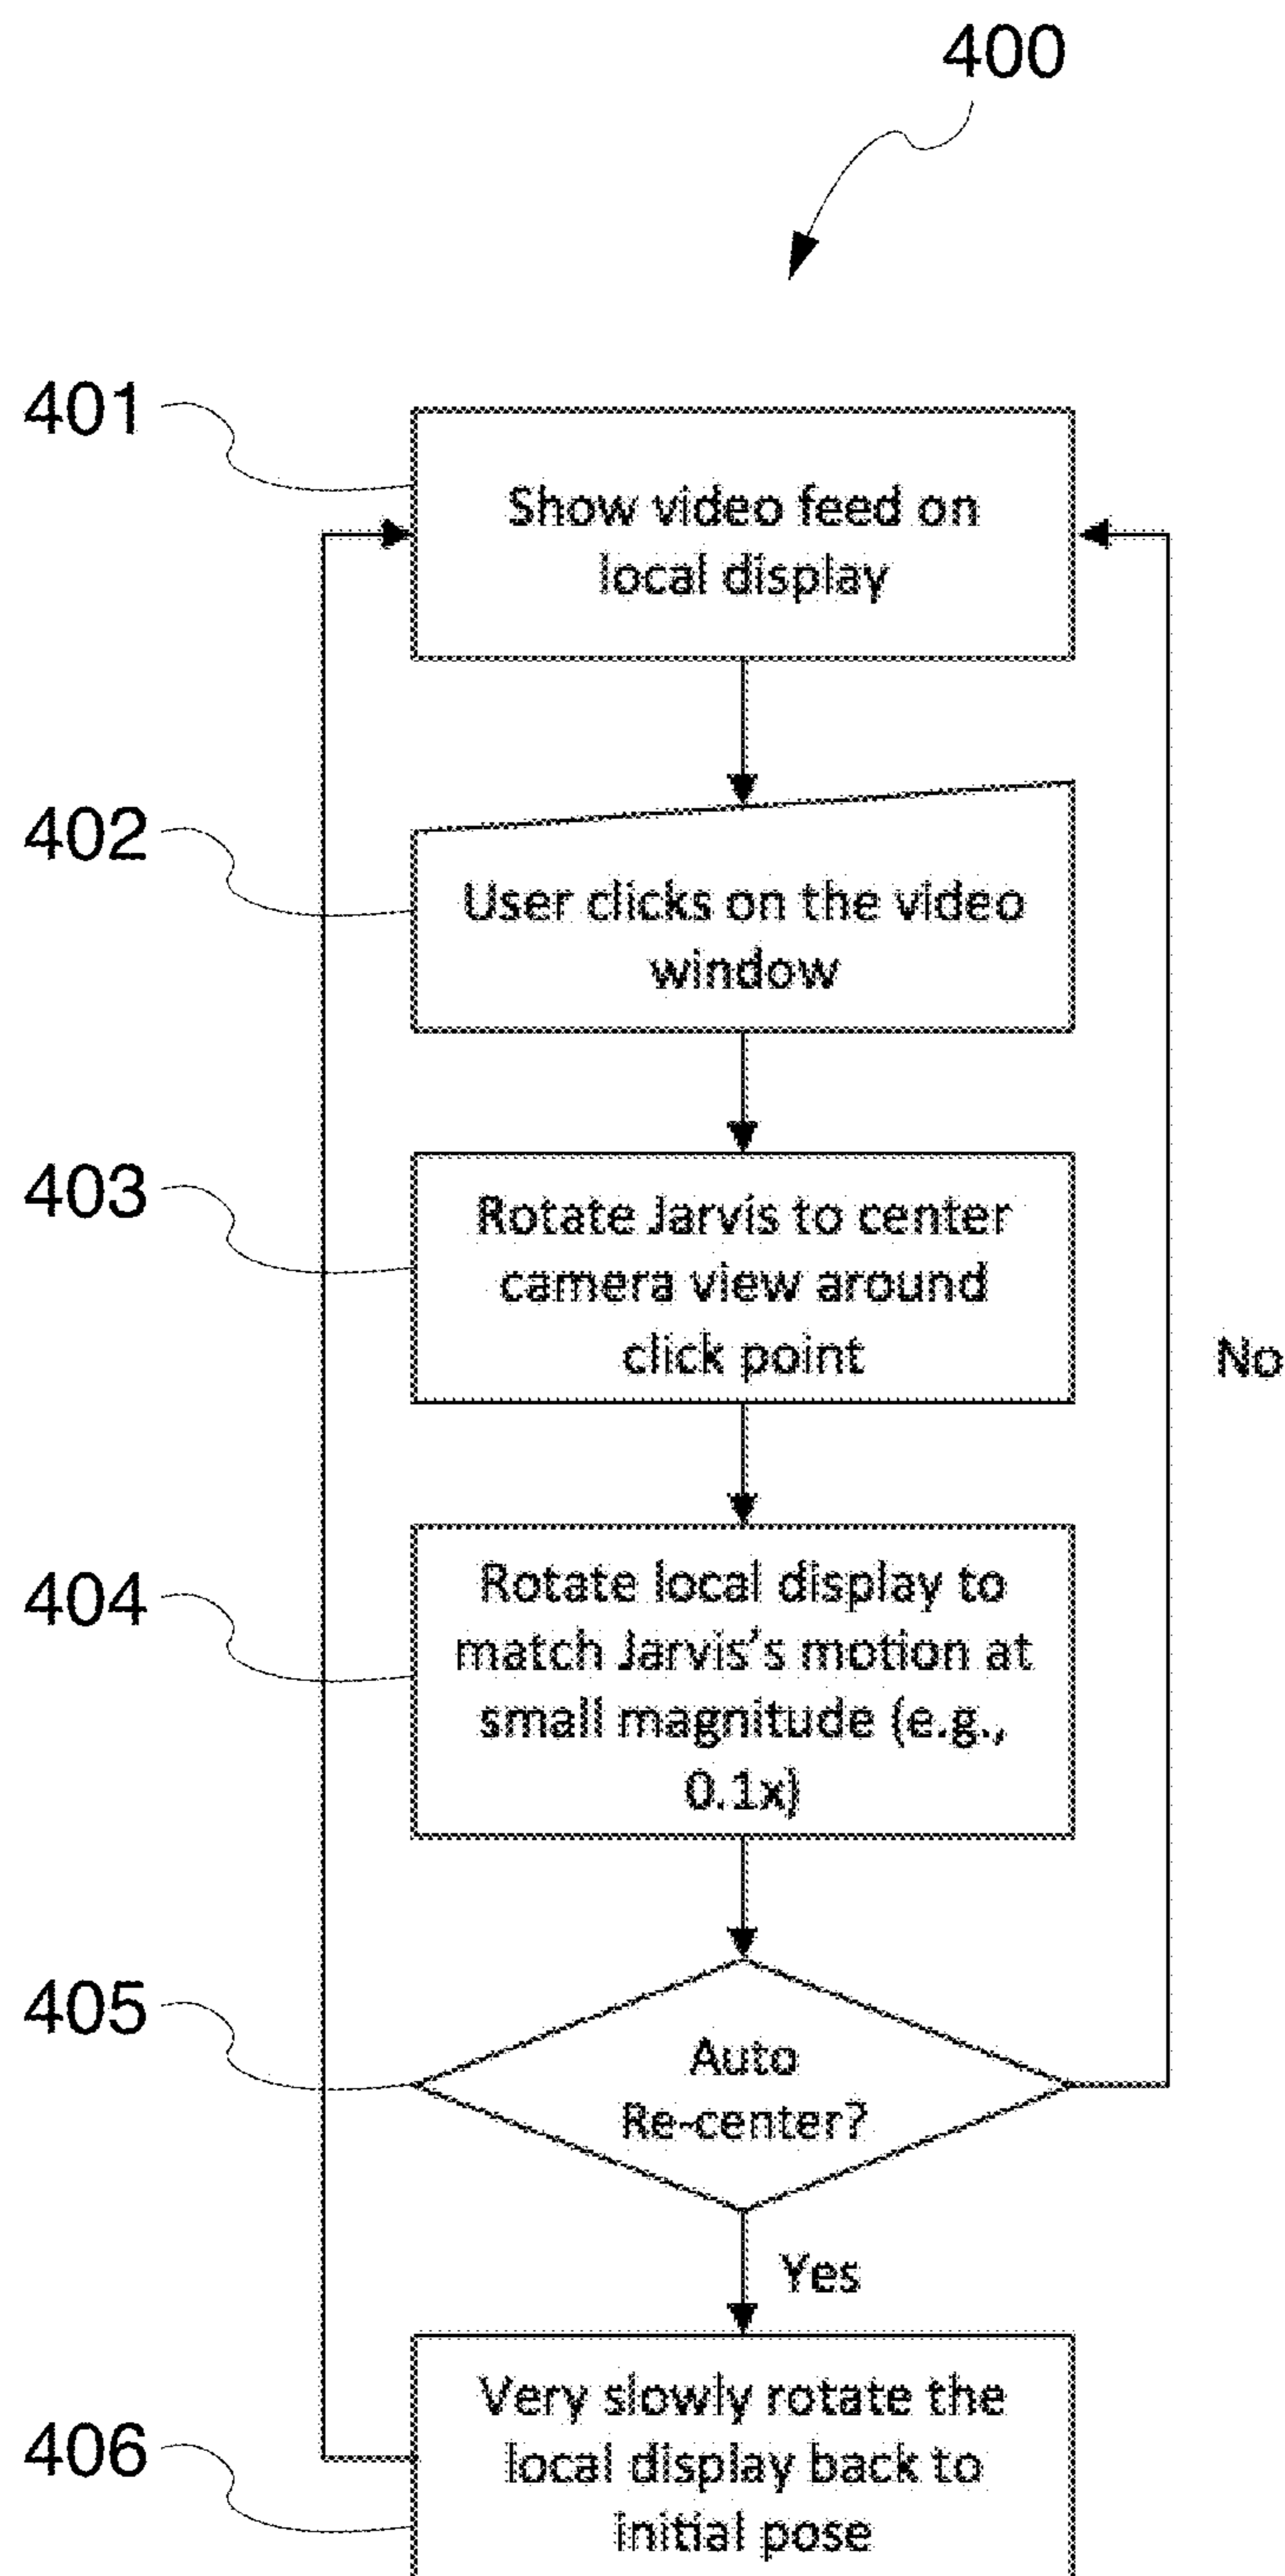 400
401
Show video feed on
local display
402
User clicks on the video
window
403
Rotate Jarvis to center
camera view around
click point
No
404
Rotate local display to
match Jarvis's motion at
small magnitude (e.g.,
0.1x)
405
Auto
Re-center?
Yes
406
Very slowly rotate the
local display back to
initial pose